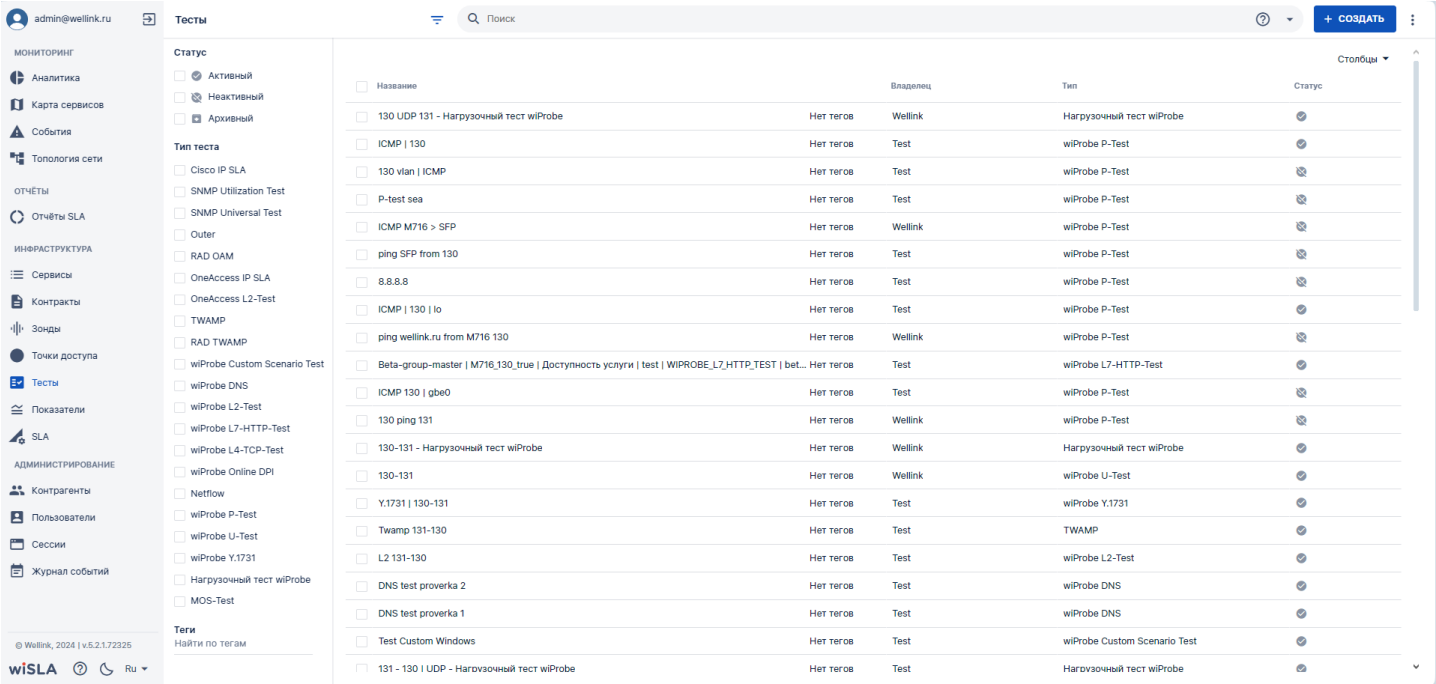 admin@wellink.ru
МОНИТОРИНГ
Аналитика
Карта сервисов
События
Топология сети
ОТЧЁТЫ
Отчёты SLA
ИНФРАСТРУКТУРА
Сервисы
Контракты
Зонды
Точки доступа
Тесты
Показатели
SLA
АДМИНИСТРИРОВАНИЕ
Контрагенты
Пользователи
Сессии
Журнал событий
© Wellink, 2024 | v.5.2.1.72325
wiSLA Ru
Тесты
Поиск
+ СОЗДАТЬ
Статус
Активный
Неактивный
Архивный
Тип теста
Cisco IP SLA
SNMP Utilization Test
SNMP Universal Test
Outer
RAD OAM
OneAccess IP SLA
OneAccess L2-Test
TWAMP
RAD TWAMP
wiProbe Custom Scenario Test
wiProbe DNS
wiProbe L2-Test
wiProbe L7-HTTP-Test
wiProbe L4-TCP-Test
wiProbe Online DPI
Netflow
wiProbe P-Test
wiProbe U-Test
wiProbe Y.1731
Нагрузочный тест wiProbe
MOS-Test
Теги
Найти по тегам
Столбцы
Название Владелец Тип Статус
130 UDP 131 - Нагрузочный тест wiProbe Нет тегов Wellink Нагрузочный тест wiProbe
ICMP | 130 Нет тегов Test wiProbe P-Test
130 vlan | ICMP Нет тегов Test wiProbe P-Test
P-test sea Нет тегов Test wiProbe P-Test
ICMP M716 > SFP Нет тегов Wellink wiProbe P-Test
ping SFP from 130 Нет тегов Test wiProbe P-Test
8.8.8.8 Нет тегов Test wiProbe P-Test
ICMP | 130 | lo Нет тегов Test wiProbe P-Test
ping wellink.ru from M716 130 Нет тегов Wellink wiProbe P-Test
Beta-group-master | M716_130_true | Доступность услуги | test | WIPROBE_L7_HTTP_TEST | bet... Нет тегов Test wiProbe L7-HTTP-Test
ICMP 130 | gbe0 Нет тегов Test wiProbe P-Test
130 ping 131 Нет тегов Wellink wiProbe P-Test
130-131 - Нагрузочный тест wiProbe Нет тегов Wellink Нагрузочный тест wiProbe
130-131 Нет тегов Wellink wiProbe U-Test
Y.1731 | 130-131 Нет тегов Test wiProbe Y.1731
Twamp 131-130 Нет тегов Test TWAMP
L2 131-130 Нет тегов Test wiProbe L2-Test
DNS test proverka 2 Нет тегов Test wiProbe DNS
DNS test proverka 1 Нет тегов Test wiProbe DNS
Test Custom Windows Нет тегов Test wiProbe Custom Scenario Test
131 - 130 | UDP - Нагрузочный тест wiProbe Нет тегов Test Нагрузочный тест wiProbe